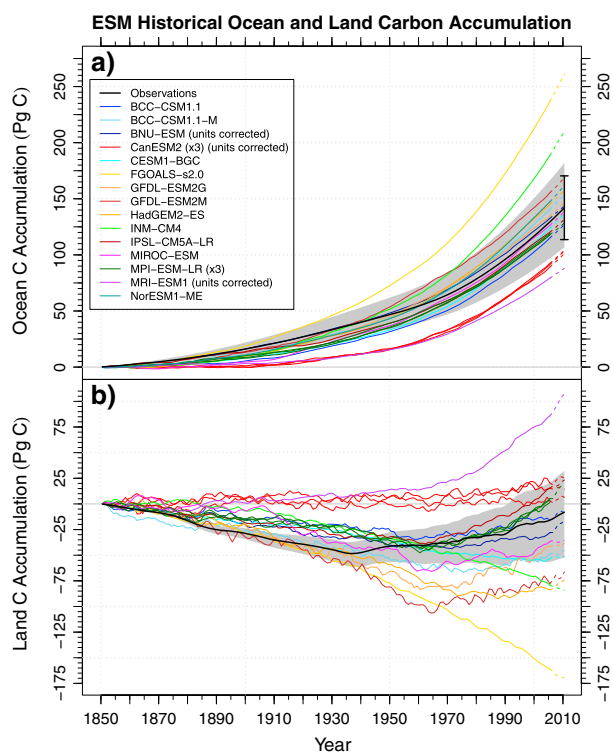 ESM Historical Ocean and Land Carbon Accumulation
a)
Ocean C Accumulation (Pg C)
0
50
100
150
200
250
0
50
100
150
200
250
Observations
BCC−CSM1.1
BCC−CSM1.1−M
BNU−ESM (units corrected)
CanESM2 (x3) (units corrected)
CESM1−BGC
FGOALS−s2.0
GFDL−ESM2G
GFDL−ESM2M
HadGEM2−ES
INM−CM4
IPSL−CM5A−LR
MIROC−ESM
MPI−ESM−LR (x3)
MRI−ESM1 (units corrected)
NorESM1−ME
b)
Land C Accumulation (Pg C)
−175
−125
−75
−25
25
75
−175
−125
−75
−25
25
75
1850 1870 1890 1910 1930 1950 1970 1990 2010
Year